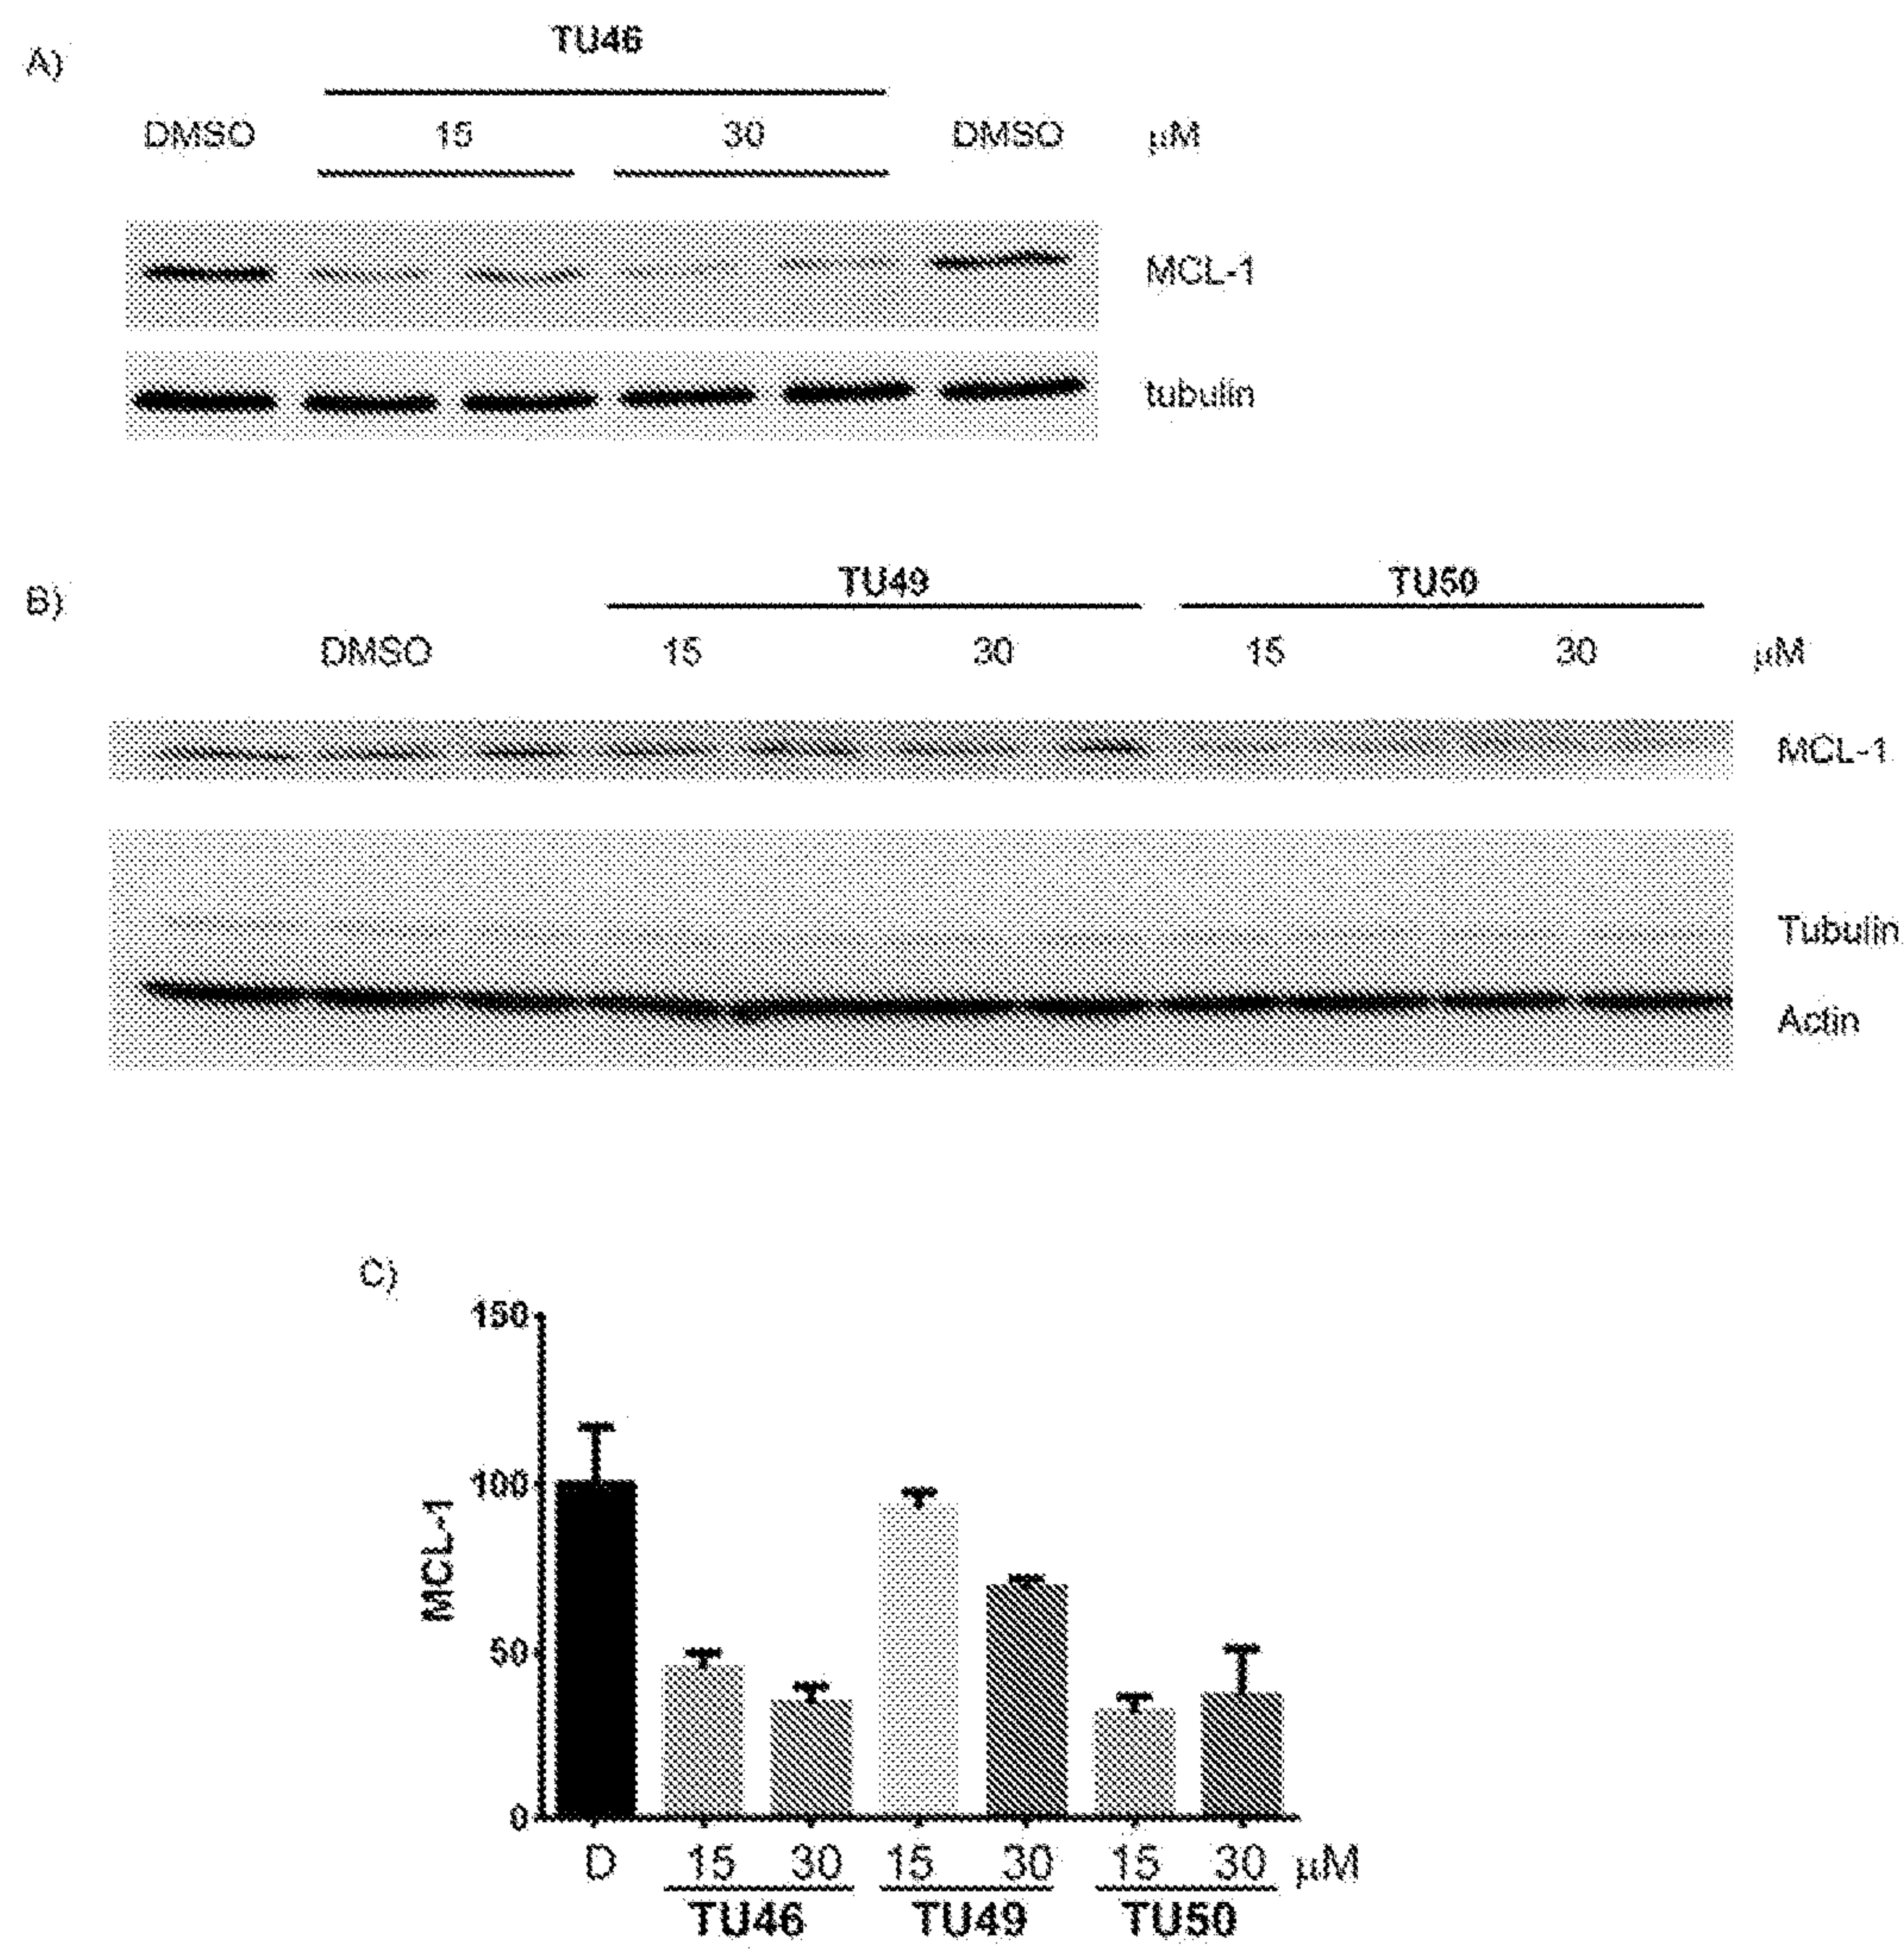 A)
TU46
DMSO 15 30 DMSO μM
MCL-1
tubulin
B)
TU49 TU50
DMSO 15 30 15 30 μM
MCL-1
Tubulin
Actin
C)
150
100
50
0
MCL-1
D 15 30 15 30 15 30 μM
TU46 TU49 TU50